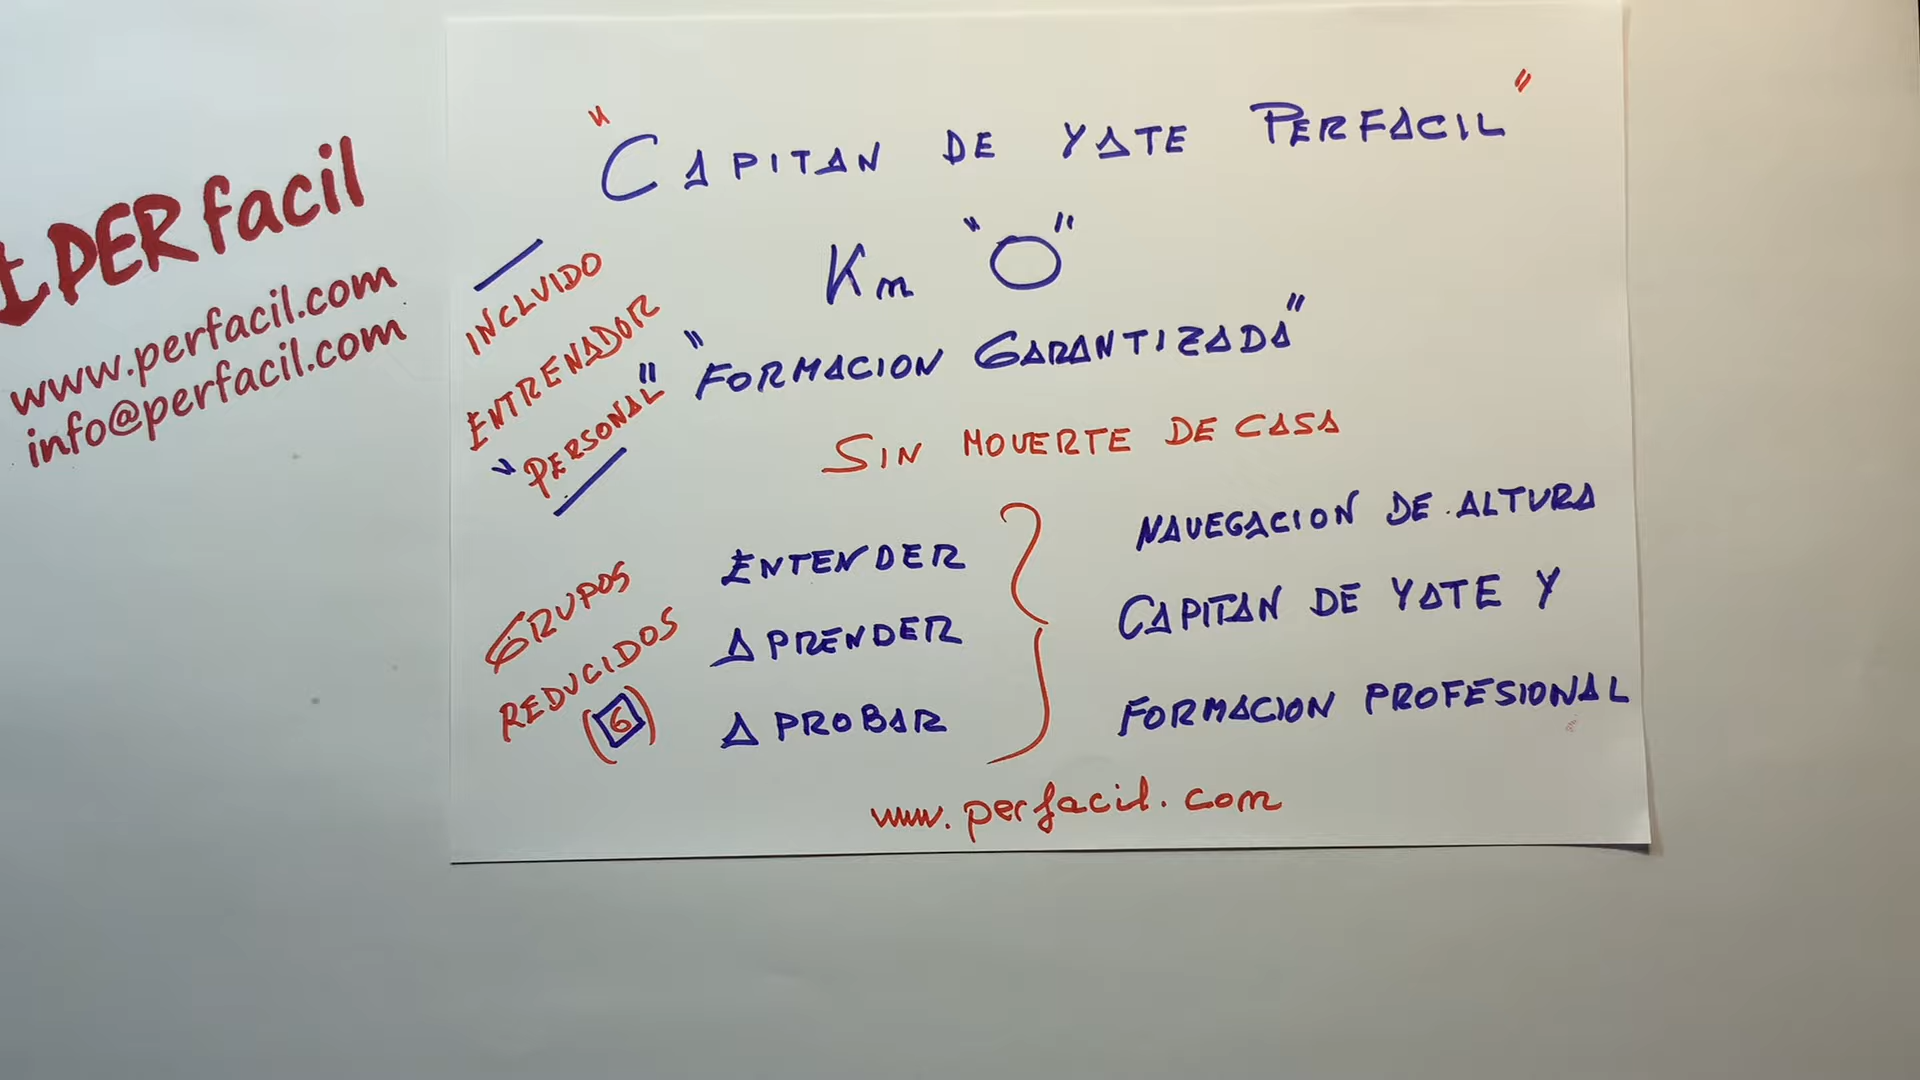 PERfacil
www.perfacil.com
info@perfacil.com
"CAPITAN DE YATE PERFACIL"
Km "O"
INCLUIDO
ENTRENADOR
"PERSONAL"
"FORMACION GARANTIZADA"
SIN MOVERTE DE CASA
GRUPOS
REDUCIDOS
(6)
ENTENDER
APRENDER
APROBAR
NAVEGACION DE ALTURA
CAPITAN DE YATE Y
FORMACION PROFESIONAL
www.perfacil.com